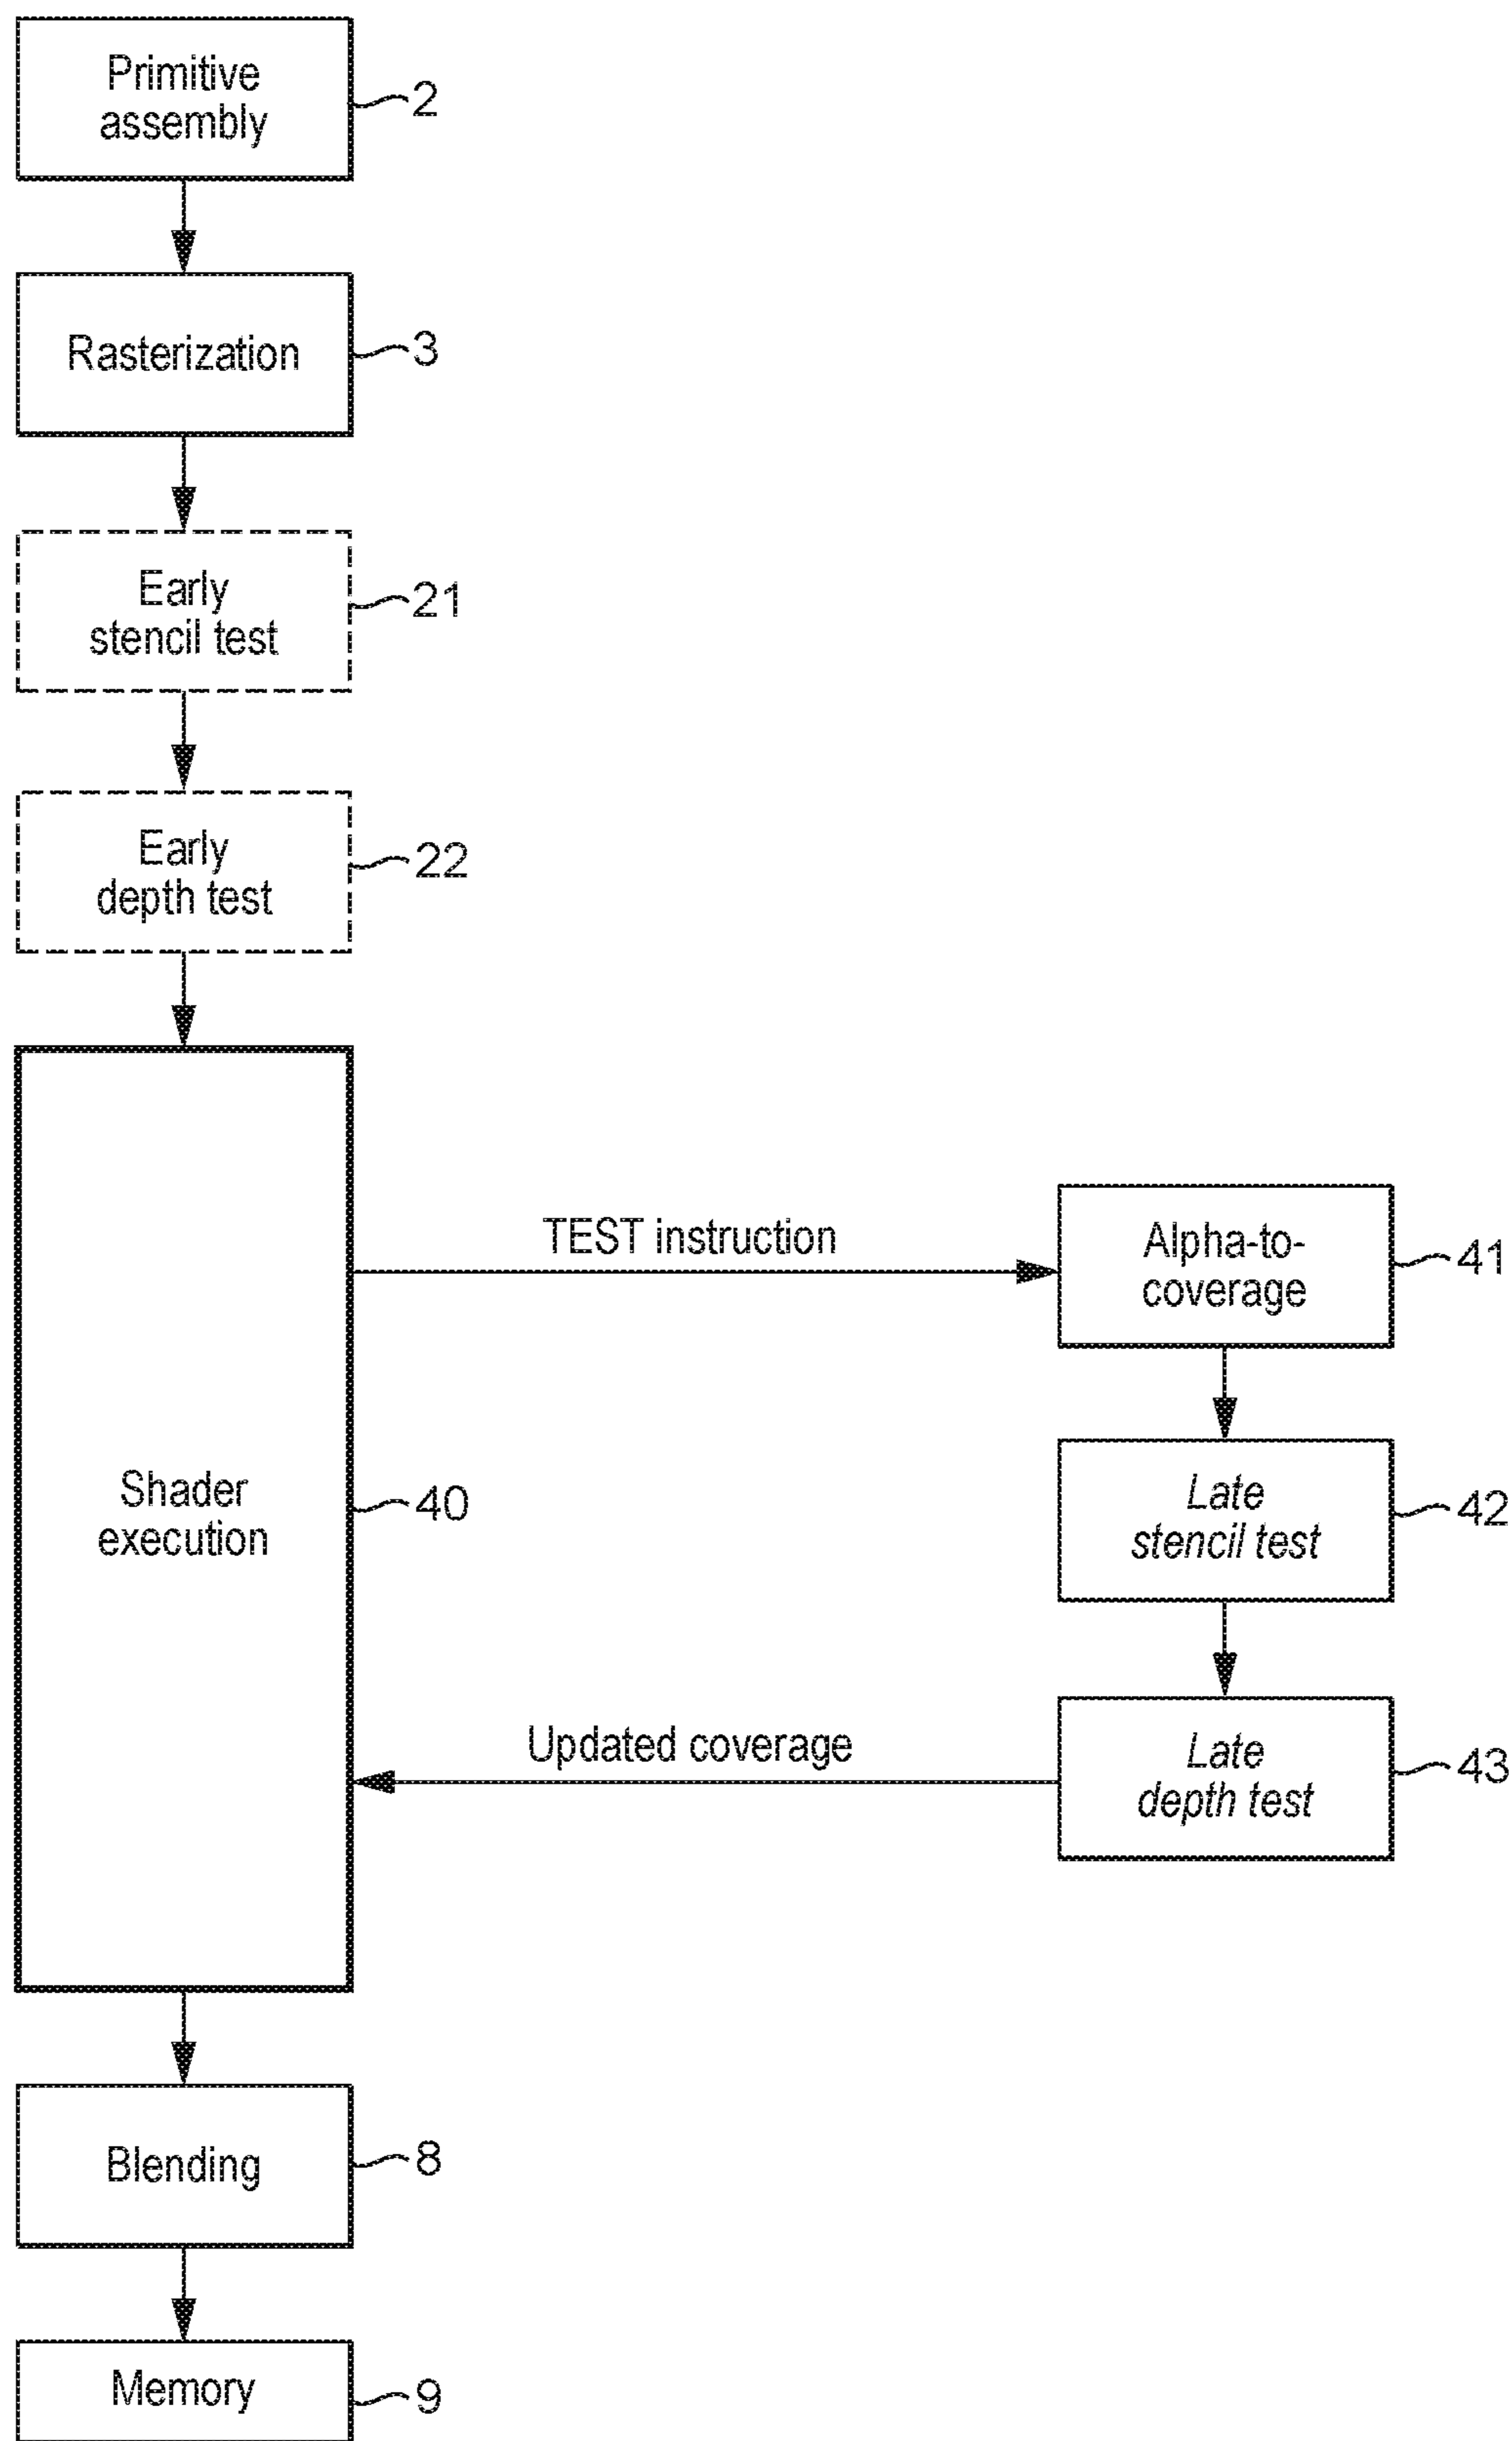 Primitive
assembly
2
Rasterization
3
Early
stencil test
21
Early
depth test
22
Shader
execution
40
TEST instruction
Alpha-to-
coverage
41
Late
stencil test
42
Updated coverage
Late
depth test
43
Blending
8
Memory
9